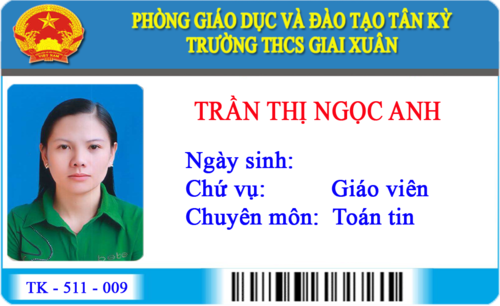 PHÒNG GIÁO DỤC VÀ ĐÀO TẠO TÂN KỲ
TRƯỜNG THCS GIAI XUÂN
TRẦN THỊ NGỌC ANH
Ngày sinh:
Chứ vụ: Giáo viên
Chuyên môn: Toán tin
TK - 511 - 009